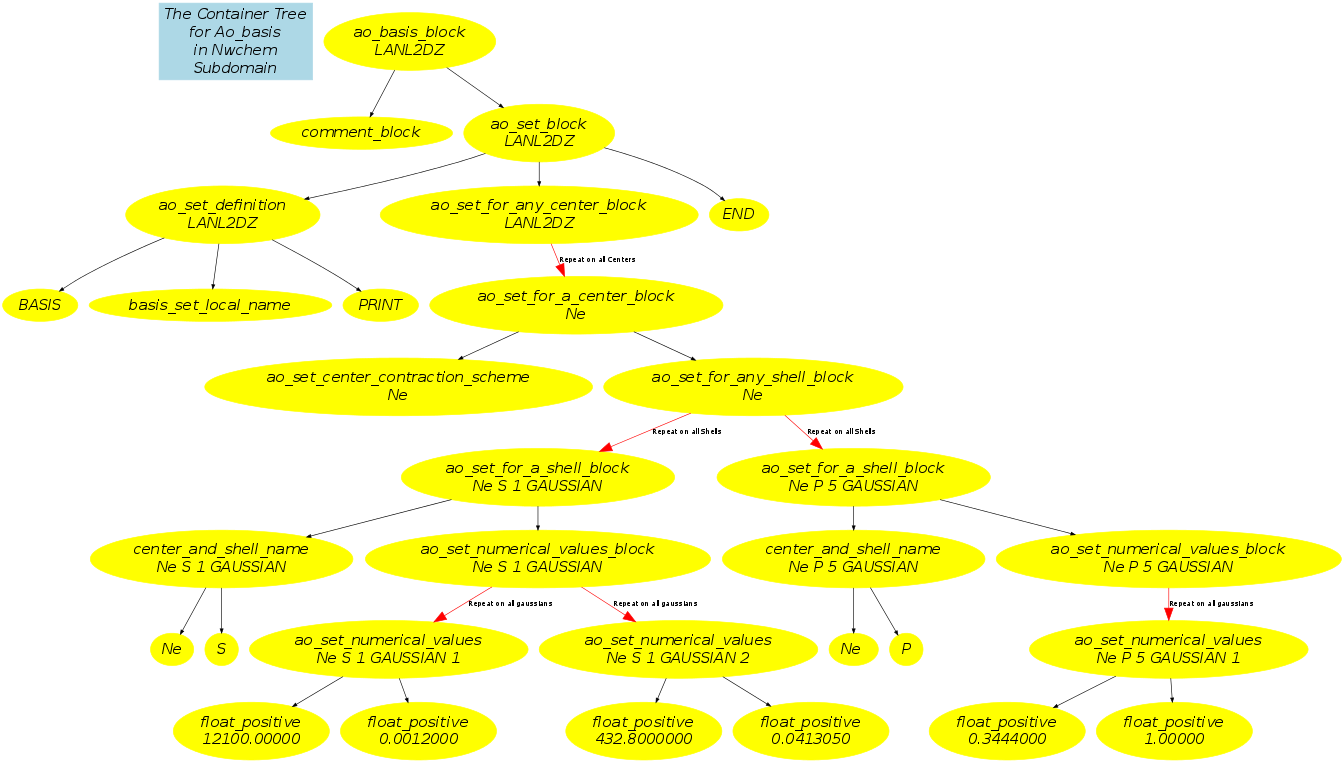 The Container Tree
for Ao_basis
in Nwchem
Subdomain
ao_basis_block
LANL2DZ
comment_block
ao_set_block
LANL2DZ
ao_set_definition
LANL2DZ
ao_set_for_any_center_block
LANL2DZ
END
Repeat on all Centers
BASIS
basis_set_local_name
PRINT
ao_set_for_a_center_block
Ne
ao_set_center_contraction_scheme
Ne
ao_set_for_any_shell_block
Ne
Repeat on all Shells
Repeat on all Shells
ao_set_for_a_shell_block
Ne S 1 GAUSSIAN
ao_set_for_a_shell_block
Ne P 5 GAUSSIAN
center_and_shell_name
Ne S 1 GAUSSIAN
ao_set_numerical_values_block
Ne S 1 GAUSSIAN
center_and_shell_name
Ne P 5 GAUSSIAN
ao_set_numerical_values_block
Ne P 5 GAUSSIAN
Repeat on all gaussians
Repeat on all gaussians
Repeat on all gaussians
Ne
S
ao_set_numerical_values
Ne S 1 GAUSSIAN 1
ao_set_numerical_values
Ne S 1 GAUSSIAN 2
Ne
P
ao_set_numerical_values
Ne P 5 GAUSSIAN 1
float_positive
12100.00000
float_positive
0.0012000
float_positive
432.8000000
float_positive
0.0413050
float_positive
0.3444000
float_positive
1.00000